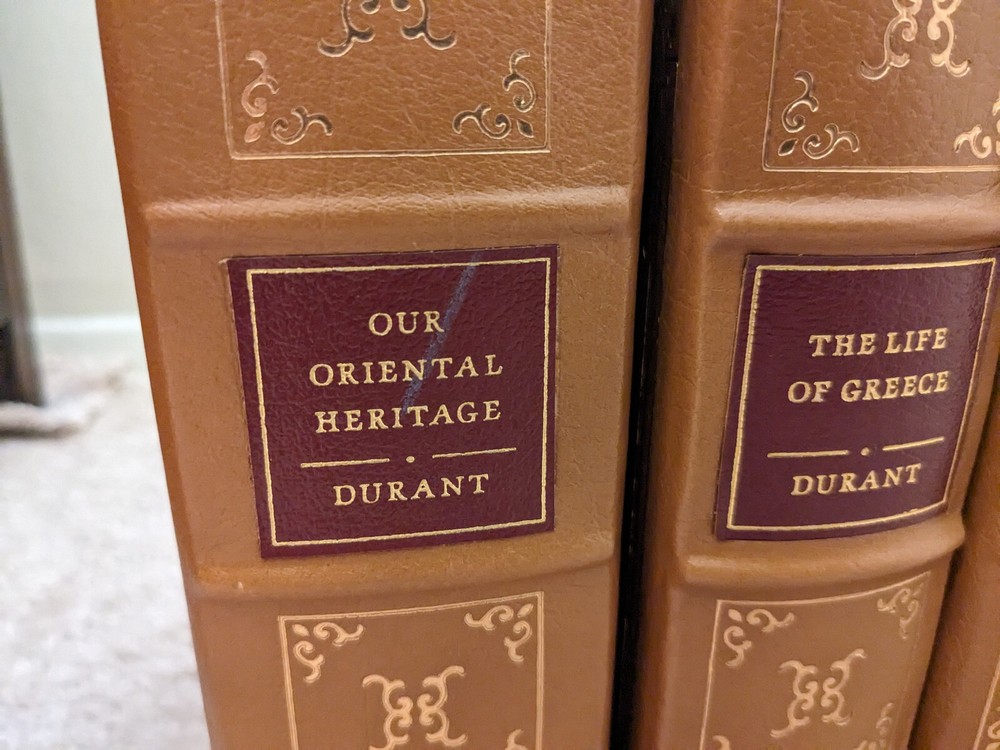 OUR
ORIENTAL
HERITAGE
DURANT
THE LIFE
OF GREECE
DURANT